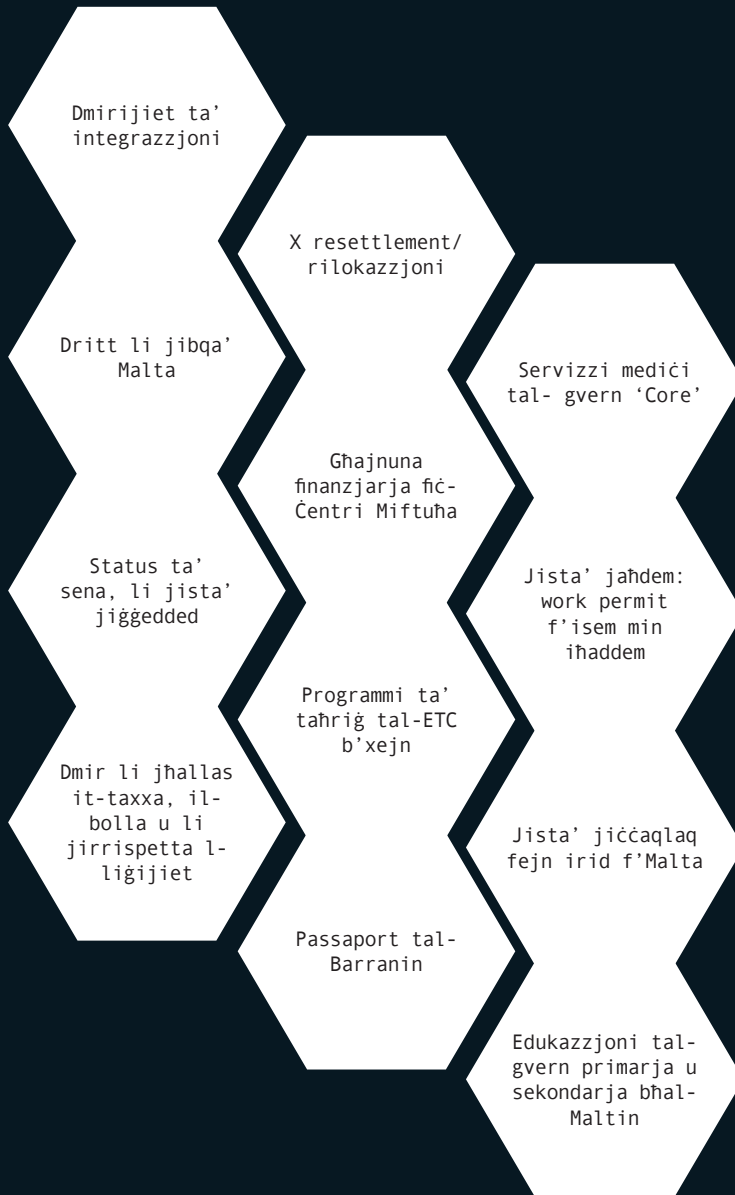 Dmirijiet ta’
integrazzjoni
Dritt li jibqa’
Malta
Status ta’
sena, li jista’
jiġġedded
Dmir li jħallas
it-taxxa, il-
bolla u li
jirrispetta l-
liġijiet
X resettlement/
rilokazzjoni
Għajnuna
finanzjarja fiċ-
Ċentri Miftuħa
Programmi ta’
taħriġ tal-ETC
b’xejn
Passaport tal-
Barranin
Servizzi mediċi
tal- gvern ‘Core’
Jista’ jaħdem:
work permit
f’isem min
iħaddem
Jista’ jiċċaqlaq
fejn irid f’Malta
Edukazzjoni tal-
gvern primarja u
sekondarja bħal-
Maltin